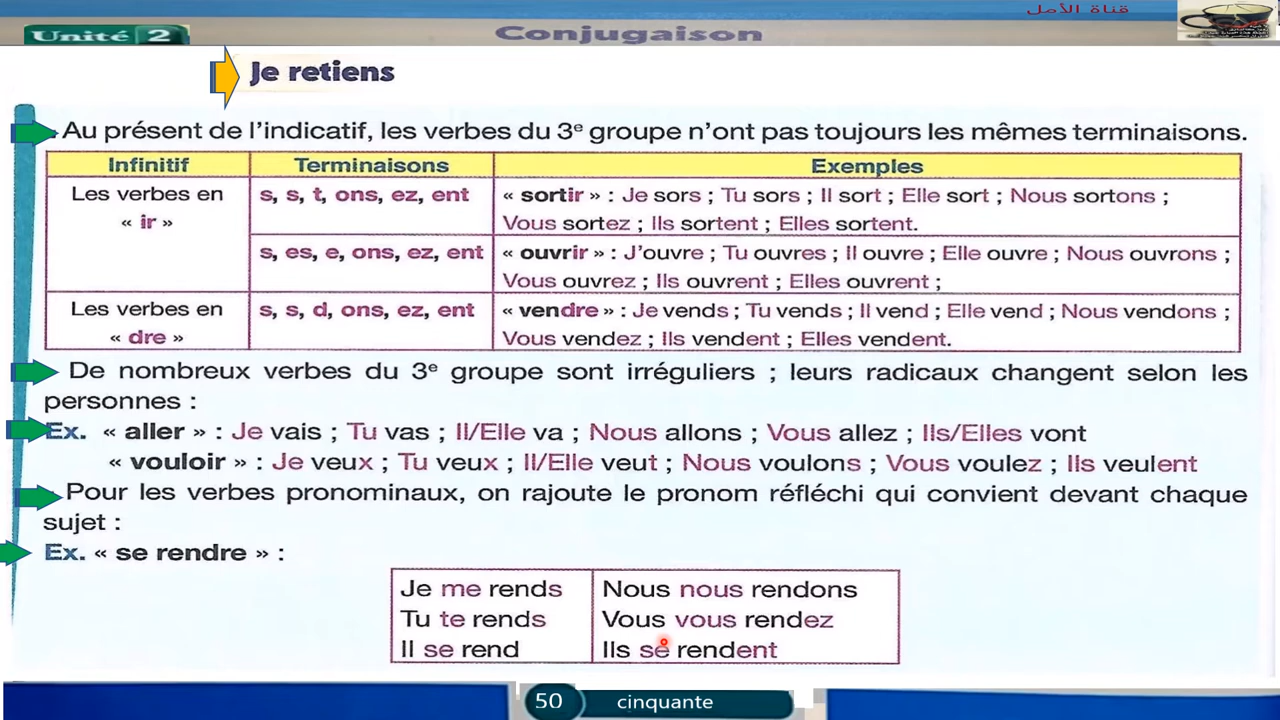 قناة الأمل
Unité 2
Conjugaison
Je retiens
Au présent de l'indicatif, les verbes du 3e groupe n'ont pas toujours les mêmes terminaisons.
Infinitif Terminaisons Exemples
Les verbes en « ir »
s, s, t, ons, ez, ent
« sortir » : Je sors ; Tu sors ; Il sort ; Elle sort ; Nous sortons ;
Vous sortez ; Ils sortent ; Elles sortent.
s, es, e, ons, ez, ent
« ouvrir » : J'ouvre ; Tu ouvres ; Il ouvre ; Elle ouvre ; Nous ouvrons ;
Vous ouvrez ; Ils ouvrent ; Elles ouvrent ;
Les verbes en « dre »
s, s, d, ons, ez, ent
« vendre » : Je vends ; Tu vends ; Il vend ; Elle vend ; Nous vendons ;
Vous vendez ; Ils vendent ; Elles vendent.
De nombreux verbes du 3e groupe sont irréguliers ; leurs radicaux changent selon les
personnes :
Ex. « aller » : Je vais ; Tu vas ; Il/Elle va ; Nous allons ; Vous allez ; Ils/Elles vont
« vouloir » : Je veux ; Tu veux ; Il/Elle veut ; Nous voulons ; Vous voulez ; Ils veulent
Pour les verbes pronominaux, on rajoute le pronom réfléchi qui convient devant chaque
sujet :
Ex. « se rendre » :
Je me rends
Tu te rends
Il se rend
Nous nous rendons
Vous vous rendez
Ils se rendent
50 cinquante